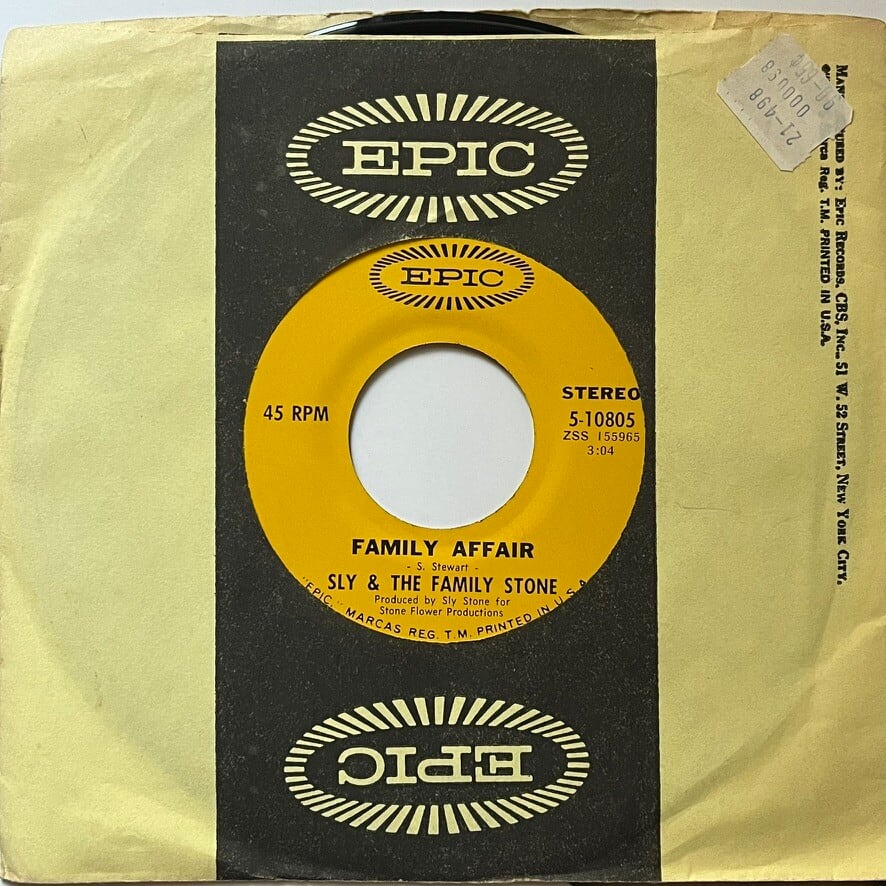 EPIC
EPIC
45 RPM
STEREO
5-10805
ZSS 155965
3:04
FAMILY AFFAIR
- S. Stewart -
SLY & THE FAMILY STONE
Produced by Sly Stone for
Stone Flower Productions
"EPIC," MARCAS REG. T.M. PRINTED IN U.S.A.
EPIC
BY: EPIC RECORDS, CBS, INC., 51 W. 52 STREET, NEW YORK CITY.
Reg. T.M. PRINTED IN U.S.A.
21-498
000098